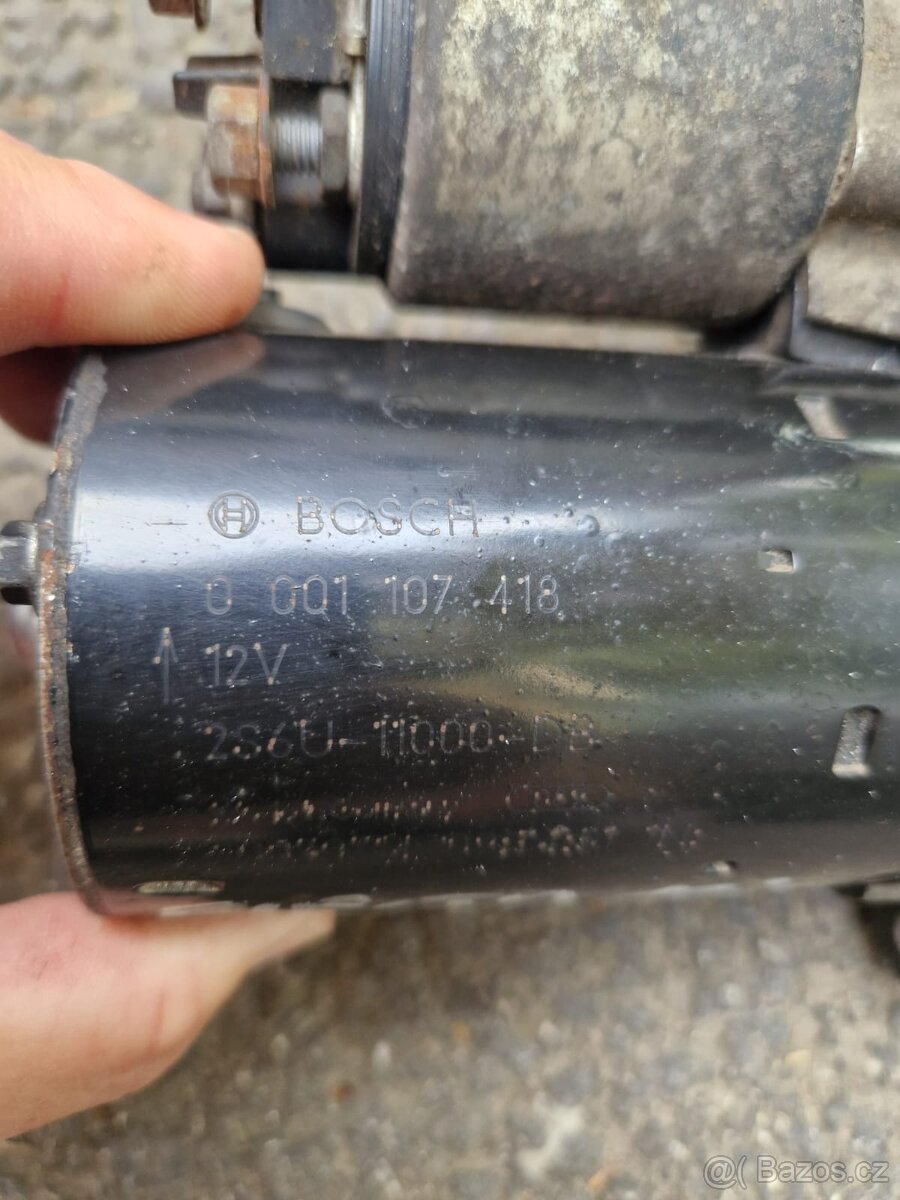 BOSCH
0 001 107 418
12V
2S6U-11000-DB
@( Bazos.cz